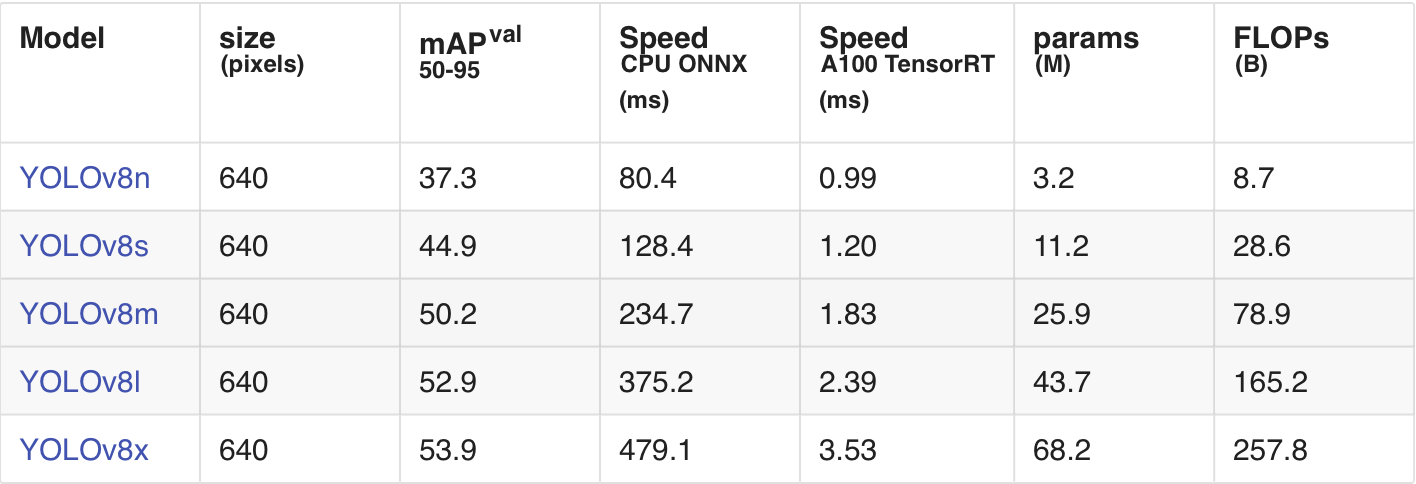 Model size mAP val Speed Speed params FLOPs
(pixels) 50-95 CPU ONNX A100 TensorRT (M) (B)
(ms) (ms)
YOLOv8n 640 37.3 80.4 0.99 3.2 8.7
YOLOv8s 640 44.9 128.4 1.20 11.2 28.6
YOLOv8m 640 50.2 234.7 1.83 25.9 78.9
YOLOv8l 640 52.9 375.2 2.39 43.7 165.2
YOLOv8x 640 53.9 479.1 3.53 68.2 257.8